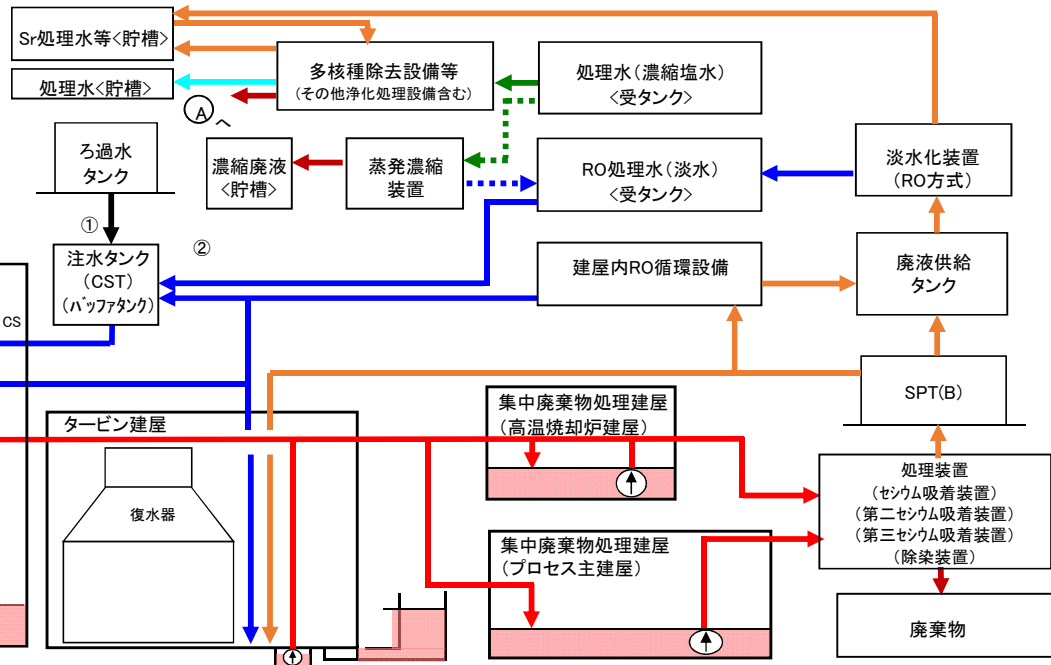 Sr処理水等<貯槽>
処理水<貯槽>
多核種除去設備等
(その他浄化処理設備含む)
処理水(濃縮塩水)
<受タンク>
A へ
ろ過水
タンク
濃縮廃液
<貯槽>
蒸発濃縮
装置
RO処理水(淡水)
<受タンク>
淡水化装置
(RO方式)
①
②
注水タンク
(CST)
(バッファタンク)
建屋内RO循環設備
廃液供給
タンク
CS
SPT(B)
タービン建屋
復水器
集中廃棄物処理建屋
(高温焼却炉建屋)
集中廃棄物処理建屋
(プロセス主建屋)
処理装置
(セシウム吸着装置)
(第二セシウム吸着装置)
(第三セシウム吸着装置)
(除染装置)
廃棄物